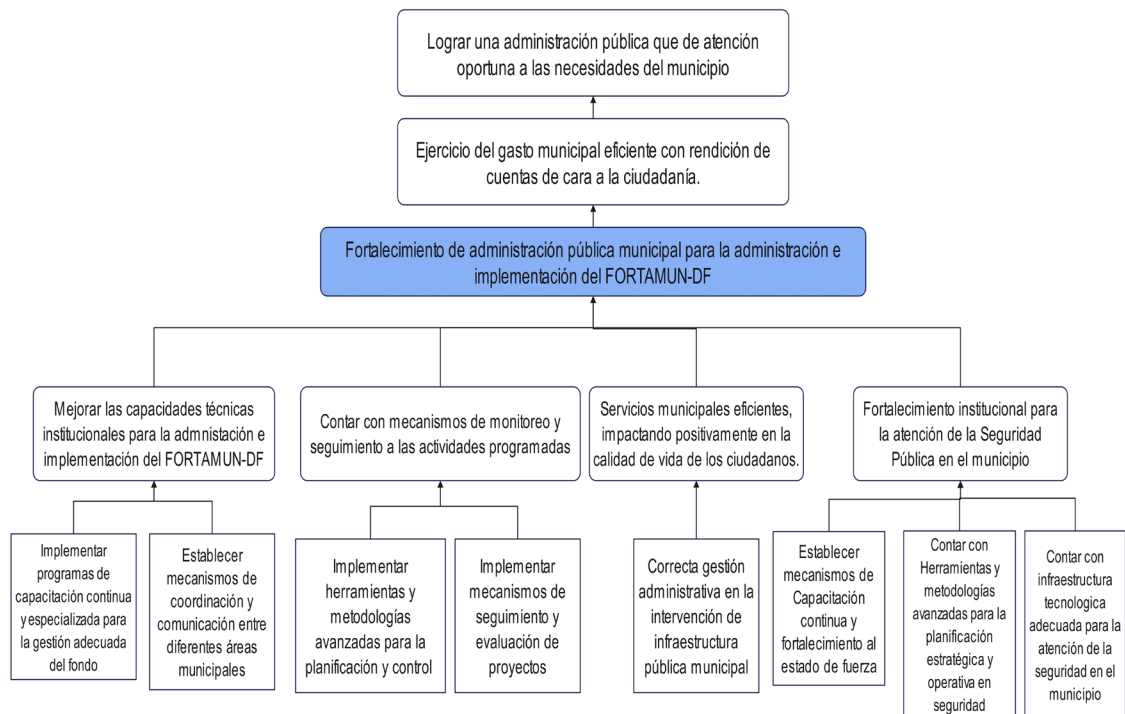 Lograr una administración pública que de atención
oportuna a las necesidades del municipio
Ejercicio del gasto municipal eficiente con rendición de
cuentas de cara a la ciudadanía.
Fortalecimiento de administración pública municipal para la administración e
implementación del FORTAMUN-DF
Mejorar las capacidades técnicas
institucionales para la admnistación e
implementación del FORTAMUN-DF
Contar con mecanismos de monitoreo y
seguimiento a las actividades programadas
Servicios municipales eficientes,
impactando positivamente en la
calidad de vida de los ciudadanos.
Fortalecimiento institucional para
la atención de la Seguridad
Pública en el municipio
Implementar
programas de
capacitación continua
y especializada para
la gestión adecuada
del fondo
Establecer
mecanismos de
coordinación y
comunicación entre
diferentes áreas
municipales
Implementar
herramientas y
metodologías
avanzadas para la
planificación y control
Implementar
mecanismos de
seguimiento y
evaluación de
proyectos
Correcta gestión
administrativa en la
intervención de
infraestructura
pública municipal
Establecer
mecanismos de
Capacitación
continua y
fortalecimiento al
estado de fuerza
Contar con
Herramientas y
metodologías
avanzadas para la
planificación
estratégica y
operativa en
seguridad
Contar con
infraestructura
tecnologica
adecuada para la
atención de la
seguridad en el
municipio